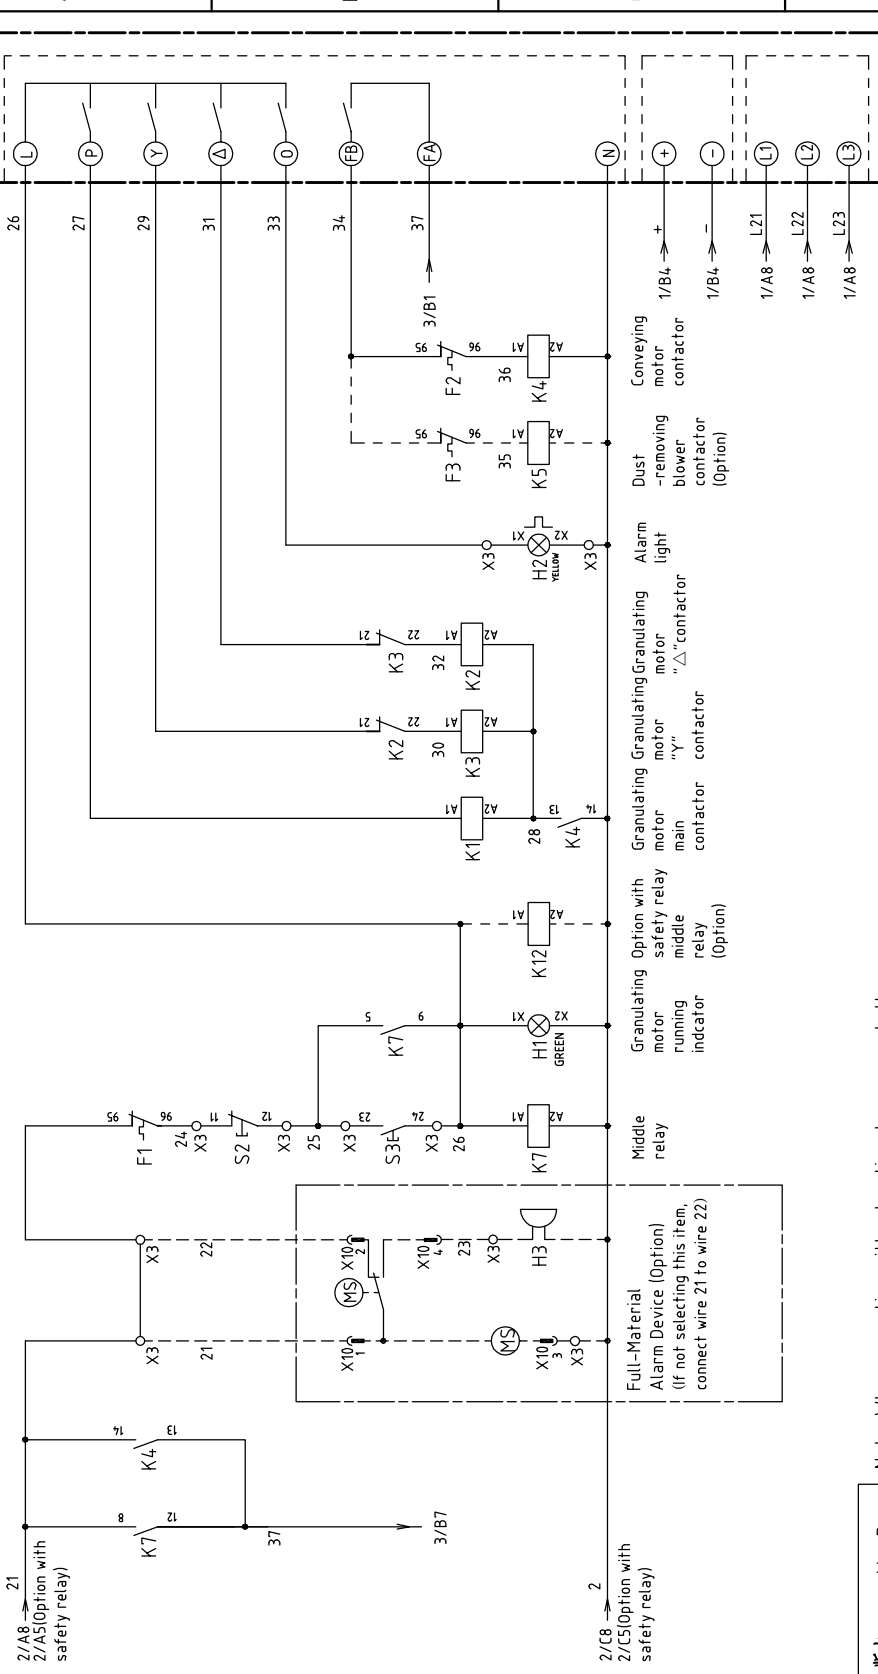 L
P
Y
△
O
FB
FA
N
+
−
L1
L2
L3
26
27
29
31
33
34
37
3/B1
+
1/B4
−
1/B4
L21
1/A8
L22
1/A8
L23
1/A8
95
96
F2
36
A1
A2
K4
Conveying
motor
contactor
95
96
F3
35
A1
A2
K5
Dust
-removing
blower
contactor
(Option)
X3
X1
X2
H2
YELLOW
X3
Alarm
light
21
22
K3
32
A1
A2
K2
Granulating
motor
"△"contactor
21
22
K2
30
A1
A2
K3
Granulating
motor
"Y"
contactor
A1
A2
K1
28
13
14
K4
Granulating
motor
main
contactor
A1
A2
K12
Option with
safety relay
middle
relay
(Option)
5
9
K7
X1
X2
H1
GREEN
Granulating
motor
running
indcator
95
96
F1
24
X3
11
12
S2
X3
25
X3
23
24
S3
X3
26
A1
A2
K7
Middle
relay
X3
22
X10
2
MS
X10
4
23
X3
H3
X3
21
X10
1
MS
X10
3
X3
Full-Material
Alarm Device (Option)
(If not selecting this item,
connect wire 21 to wire 22)
14
13
K4
8
12
K7
37
3/B7
21
2/A8
2/A5(Option with
safety relay)
2
2/C8
2/C5(Option with
safety relay)